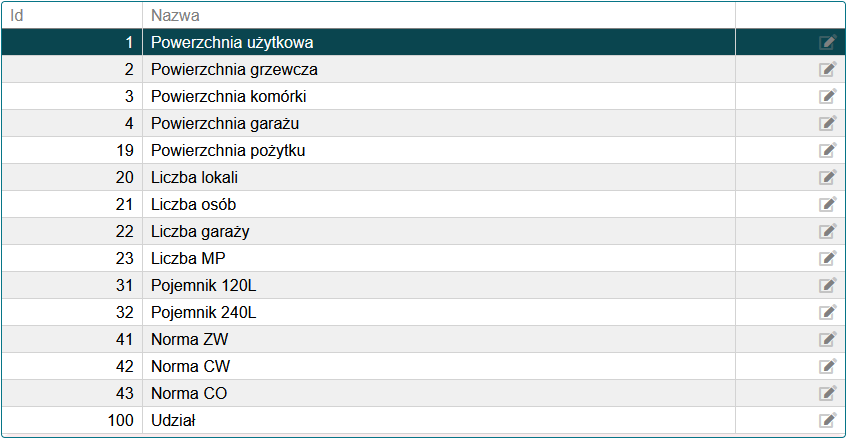 Id Nazwa
1 Powerzchnia użytkowa
2 Powierzchnia grzewcza
3 Powierzchnia komórki
4 Powierzchnia garażu
19 Powierzchnia pożytku
20 Liczba lokali
21 Liczba osób
22 Liczba garaży
23 Liczba MP
31 Pojemnik 120L
32 Pojemnik 240L
41 Norma ZW
42 Norma CW
43 Norma CO
100 Udział